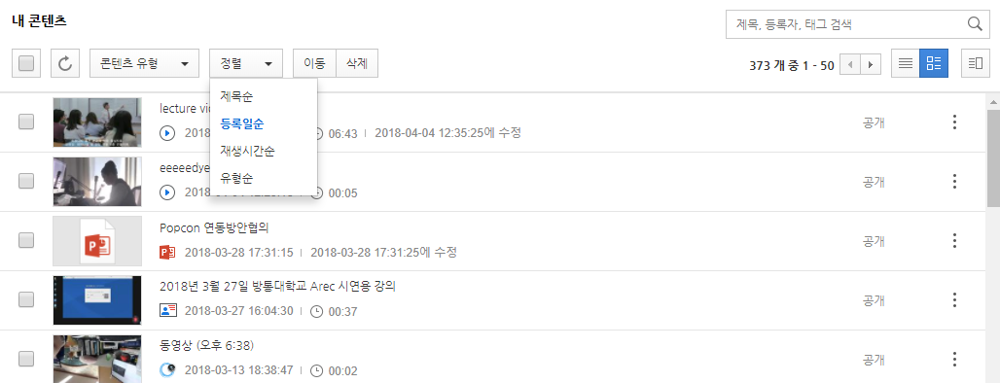 내 콘텐츠
제목, 등록자, 태그 검색
콘텐츠 유형
정렬
이동
삭제
373 개 중 1 - 50
제목순
등록일순
재생시간순
유형순
lecture
2018- 06:43 2018-04-04 12:35:25에 수정
공개
eeeeedye
00:05
공개
Popcon 연동방안협의
2018-03-28 17:31:15 2018-03-28 17:31:25에 수정
공개
2018년 3월 27일 방통대학교 Arec 시연용 강의
2018-03-27 16:04:30 00:37
공개
동영상 (오후 6:38)
2018-03-13 18:38:47 00:02
공개